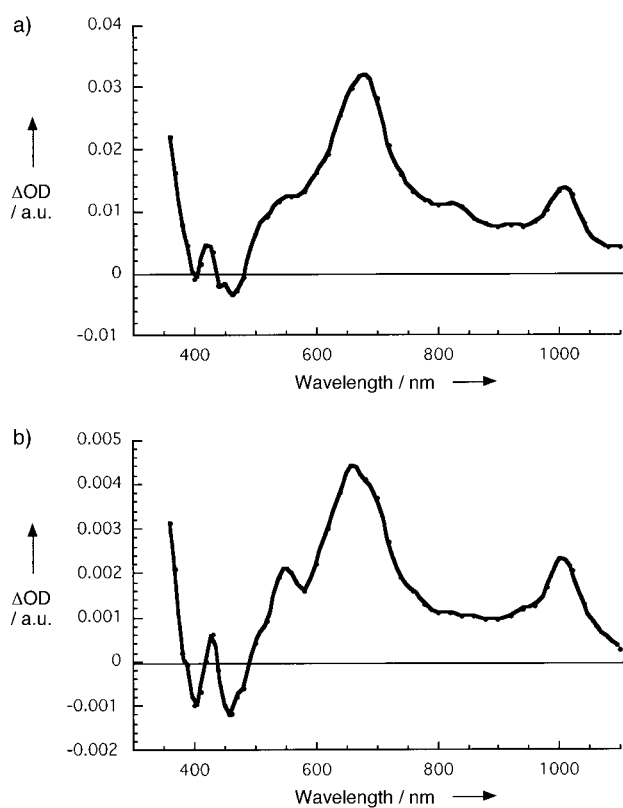 a)
0.04
0.03
0.02
ΔOD
/ a.u.
0.01
0
-0.01
400 600 800 1000
Wavelength / nm
b)
0.005
0.004
0.003
0.002
ΔOD
/ a.u.
0.001
0
-0.001
-0.002
400 600 800 1000
Wavelength / nm